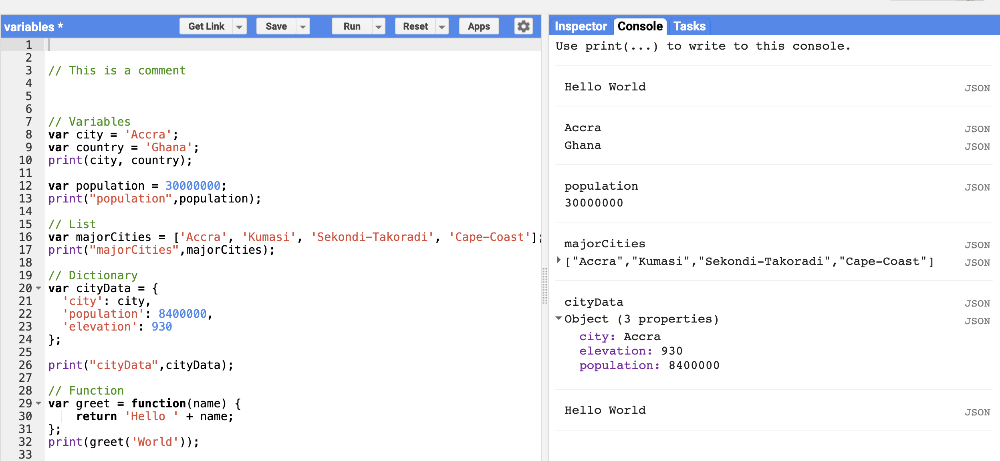 variables *
Get Link
Save
Run
Reset
Apps
1
2
3 // This is a comment
4
5
6
7 // Variables
8 var city = 'Accra';
9 var country = 'Ghana';
10 print(city, country);
11
12 var population = 30000000;
13 print("population",population);
14
15 // List
16 var majorCities = ['Accra', 'Kumasi', 'Sekondi-Takoradi', 'Cape-Coast'];
17 print("majorCities",majorCities);
18
19 // Dictionary
20 var cityData = {
21 'city': city,
22 'population': 8400000,
23 'elevation': 930
24 };
25
26 print("cityData",cityData);
27
28 // Function
29 var greet = function(name) {
30 return 'Hello ' + name;
31 };
32 print(greet('World'));
33
Inspector Console Tasks
Use print(...) to write to this console.
Hello World JSON
Accra JSON
Ghana JSON
population JSON
30000000
majorCities JSON
["Accra","Kumasi","Sekondi-Takoradi","Cape-Coast"] JSON
cityData JSON
Object (3 properties) JSON
city: Accra
elevation: 930
population: 8400000
Hello World JSON